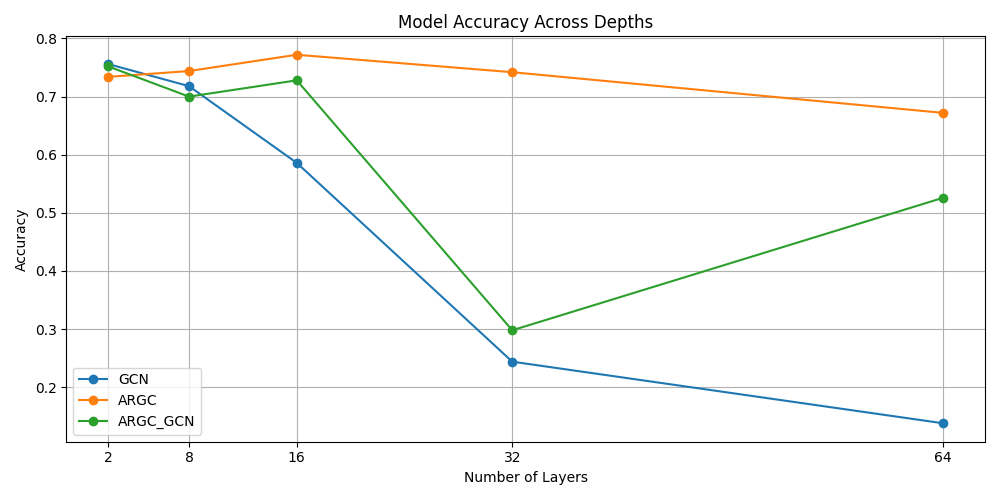 Model Accuracy Across Depths
Accuracy
0.8
0.7
0.6
0.5
0.4
0.3
0.2
GCN
ARGC
ARGC_GCN
2 8 16 32 64
Number of Layers